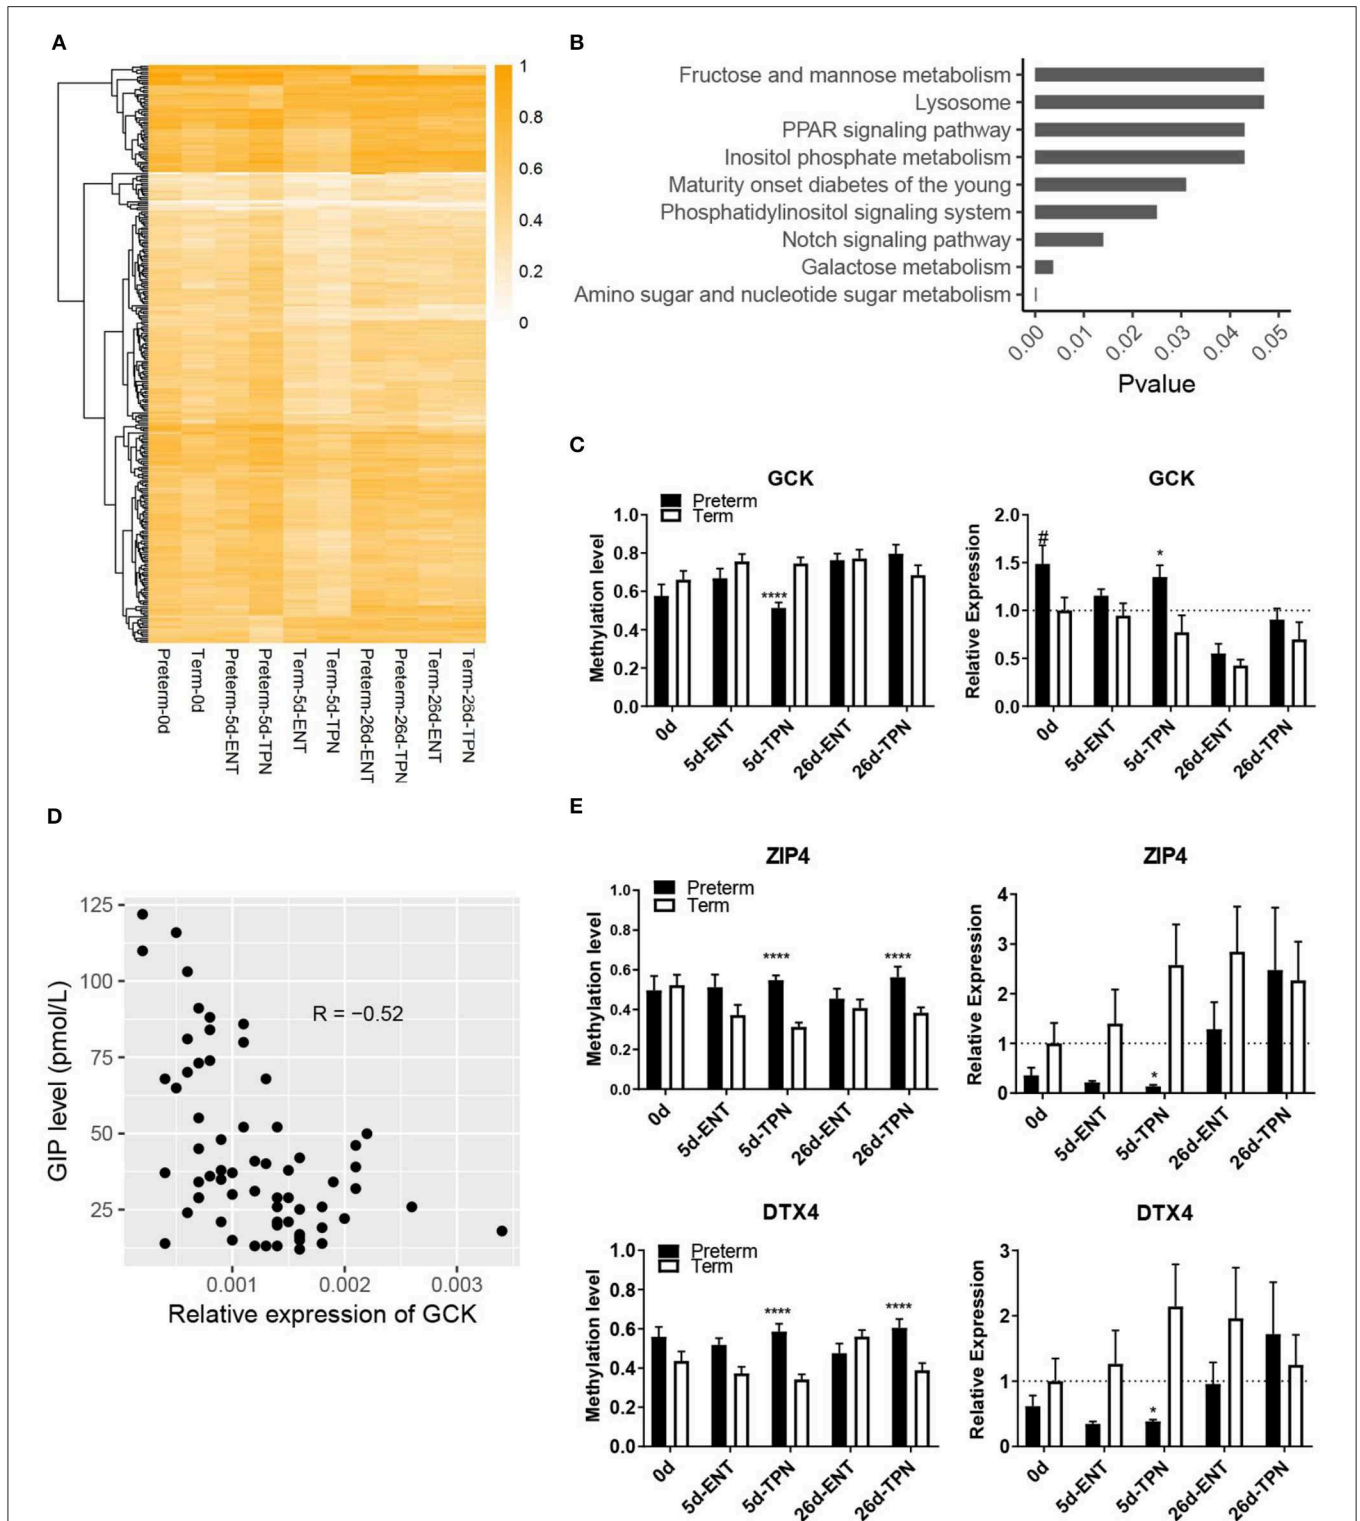 A
1
0.8
0.6
0.4
0.2
0
Preterm-0d
Term-0d
Preterm-5d-ENT
Preterm-5d-TPN
Term-5d-ENT
Term-5d-TPN
Preterm-26d-ENT
Preterm-26d-TPN
Term-26d-ENT
Term-26d-TPN
B
Fructose and mannose metabolism
Lysosome
PPAR signaling pathway
Inositol phosphate metabolism
Maturity onset diabetes of the young
Phosphatidylinositol signaling system
Notch signaling pathway
Galactose metabolism
Amino sugar and nucleotide sugar metabolism
0.00 0.01 0.02 0.03 0.04 0.05
Pvalue
C
GCK
Preterm
Term
Methylation level
1.0
0.8
0.6
0.4
0.2
0.0
****
0d 5d-ENT 5d-TPN 26d-ENT 26d-TPN
GCK
Relative Expression
2.0
1.5
1.0
0.5
0.0
#
*
0d 5d-ENT 5d-TPN 26d-ENT 26d-TPN
D
GIP level (pmol/L)
125
100
75
50
25
R = −0.52
0.001 0.002 0.003
Relative expression of GCK
E
ZIP4
Preterm
Term
Methylation level
1.0
0.8
0.6
0.4
0.2
0.0
**** ****
0d 5d-ENT 5d-TPN 26d-ENT 26d-TPN
ZIP4
Relative Expression
4
3
2
1
0
*
0d 5d-ENT 5d-TPN 26d-ENT 26d-TPN
DTX4
Preterm
Term
Methylation level
1.0
0.8
0.6
0.4
0.2
0.0
**** ****
0d 5d-ENT 5d-TPN 26d-ENT 26d-TPN
DTX4
Relative Expression
3
2
1
0
*
0d 5d-ENT 5d-TPN 26d-ENT 26d-TPN